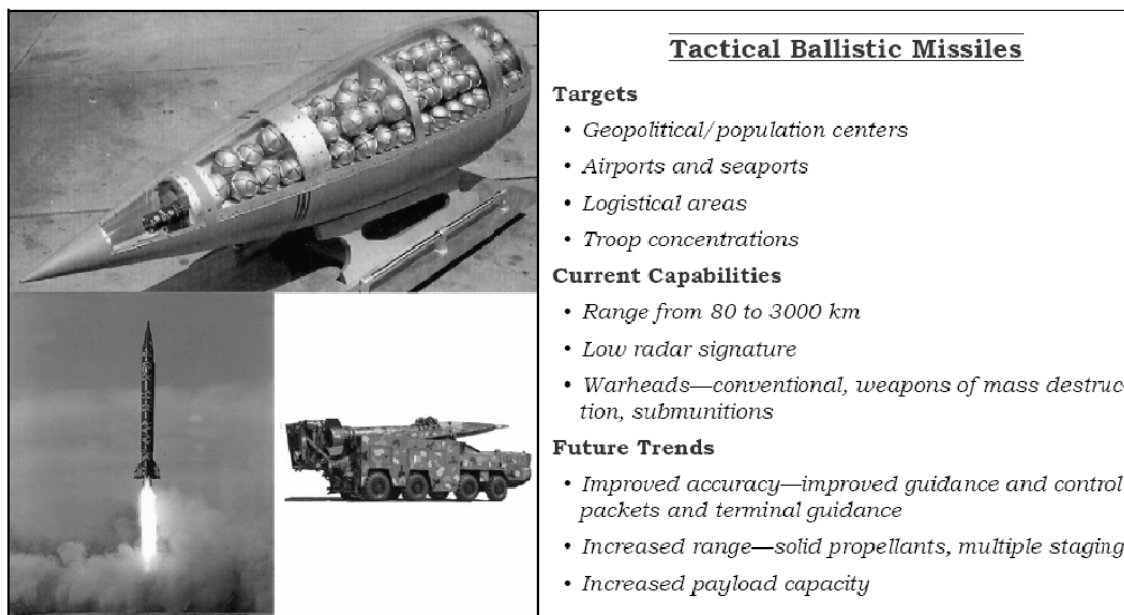 Tactical Ballistic Missiles
Targets
• Geopolitical/population centers
• Airports and seaports
• Logistical areas
• Troop concentrations
Current Capabilities
• Range from 80 to 3000 km
• Low radar signature
• Warheads—conventional, weapons of mass destruc-
tion, submunitions
Future Trends
• Improved accuracy—improved guidance and control
packets and terminal guidance
• Increased range—solid propellants, multiple staging
• Increased payload capacity